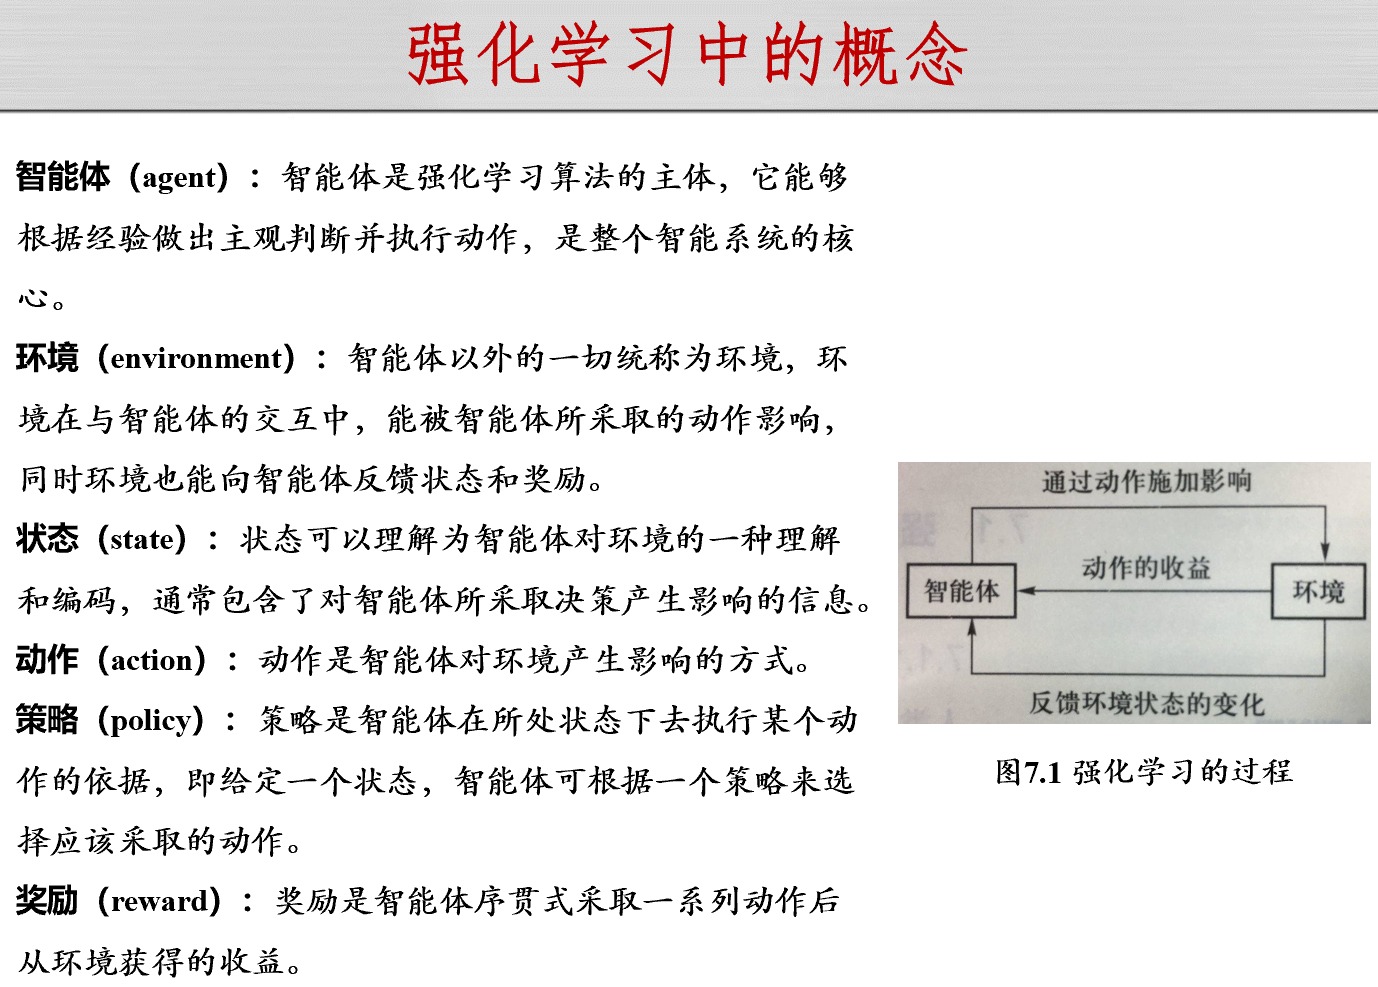 强化学习中的概念
智能体（agent）：智能体是强化学习算法的主体，它能够
根据经验做出主观判断并执行动作，是整个智能系统的核
心。
环境（environment）：智能体以外的一切统称为环境，环
境在与智能体的交互中，能被智能体所采取的动作影响，
同时环境也能向智能体反馈状态和奖励。
状态（state）：状态可以理解为智能体对环境的一种理解
和编码，通常包含了对智能体所采取决策产生影响的信息。
动作（action）：动作是智能体对环境产生影响的方式。
策略（policy）：策略是智能体在所处状态下去执行某个动
作的依据，即给定一个状态，智能体可根据一个策略来选
择应该采取的动作。
奖励（reward）：奖励是智能体序贯式采取一系列动作后
从环境获得的收益。
通过动作施加影响
动作的收益
智能体
环境
反馈环境状态的变化
图7.1 强化学习的过程